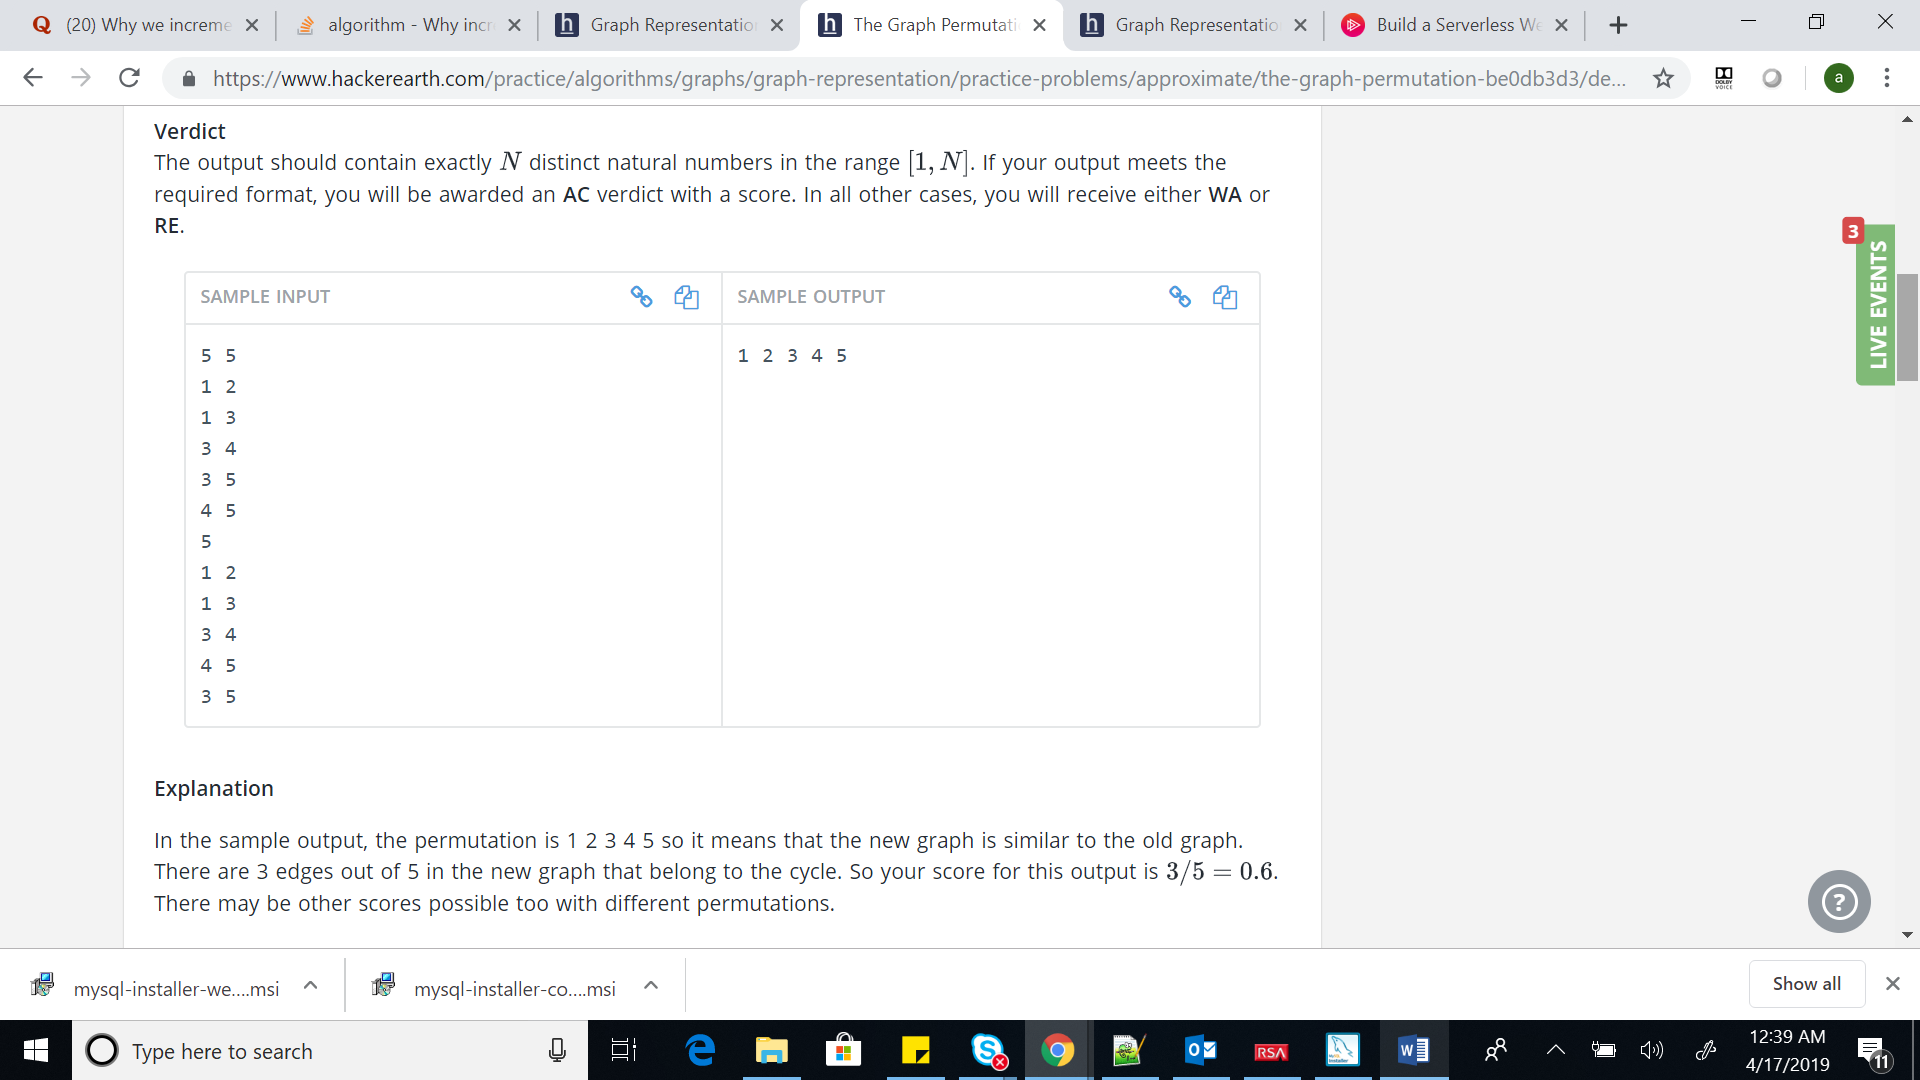 (20) Why we increme
algorithm - Why incr
Graph Representatio
The Graph Permutati
Graph Representatio
Build a Serverless We
https://www.hackerearth.com/practice/algorithms/graphs/graph-representation/practice-problems/approximate/the-graph-permutation-be0db3d3/de...
DOLBY
VOICE
a
Verdict
The output should contain exactly N distinct natural numbers in the range [1, N]. If your output meets the
required format, you will be awarded an AC verdict with a score. In all other cases, you will receive either WA or
RE.
3
LIVE EVENTS
SAMPLE INPUT
5 5
1 2
1 3
3 4
3 5
4 5
5
1 2
1 3
3 4
4 5
3 5
SAMPLE OUTPUT
1 2 3 4 5
Explanation
In the sample output, the permutation is 1 2 3 4 5 so it means that the new graph is similar to the old graph.
There are 3 edges out of 5 in the new graph that belong to the cycle. So your score for this output is 3/5 = 0.6.
There may be other scores possible too with different permutations.
?
mysql-installer-we....msi
mysql-installer-co....msi
Show all
Type here to search
RSA
12:39 AM
4/17/2019
11